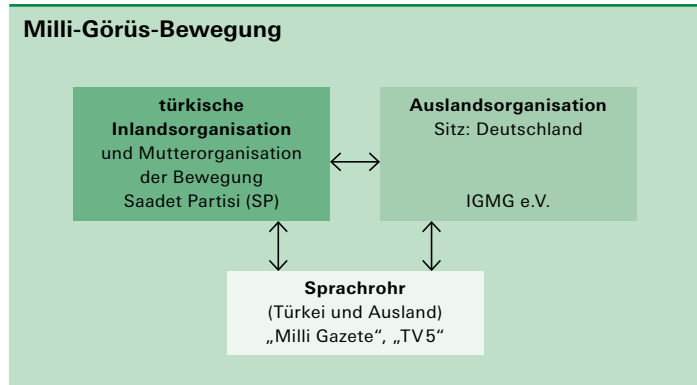 Milli-Görüs-Bewegung
türkische
Inlandsorganisation
und Mutterorganisation
der Bewegung
Saadet Partisi (SP)
Auslandsorganisation
Sitz: Deutschland
IGMG e.V.
Sprachrohr
(Türkei und Ausland)
„Milli Gazete“, „TV5“